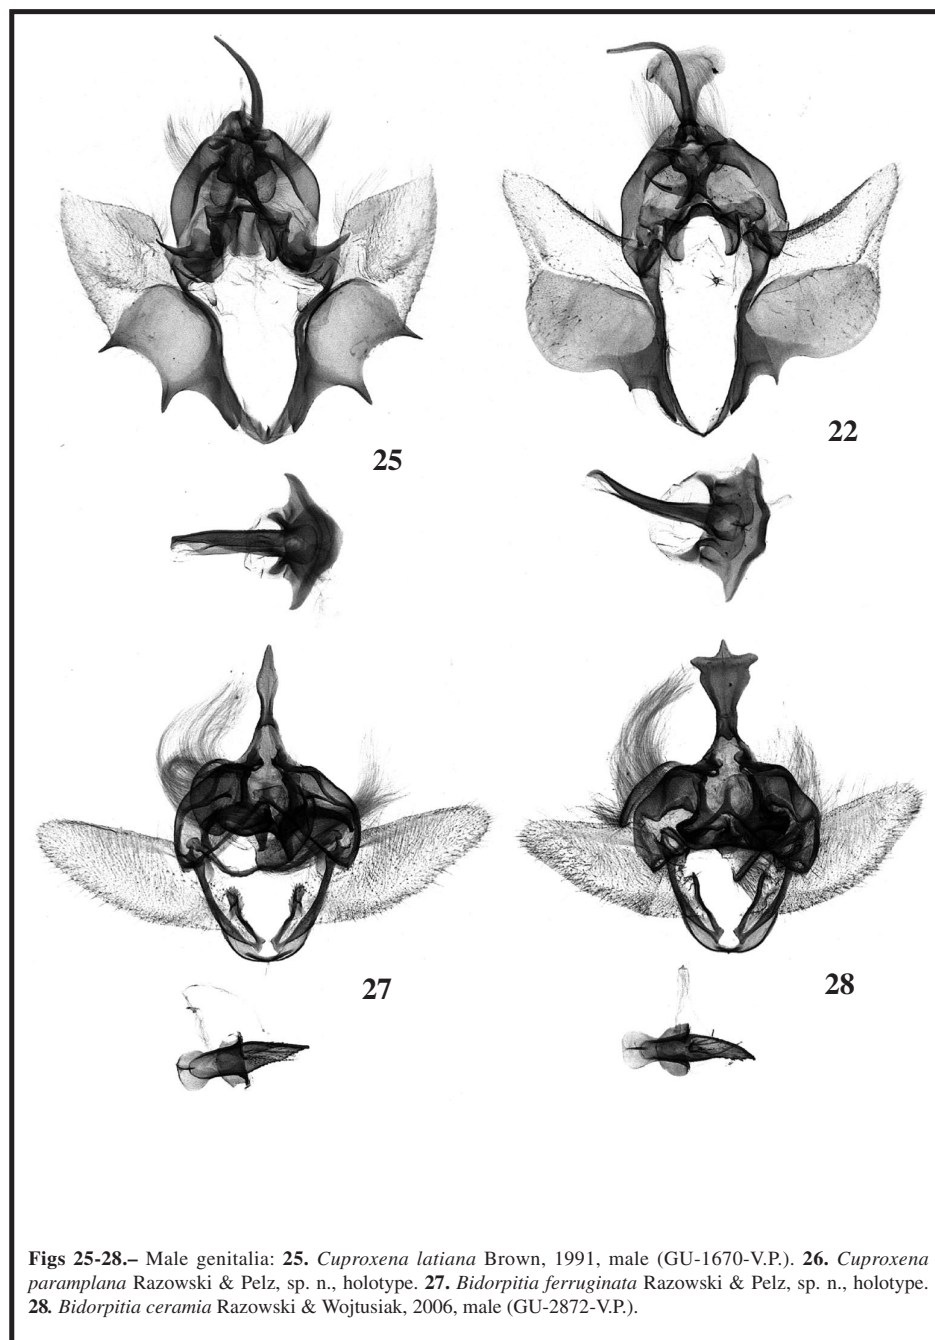 25
22
27
28
Figs 25-28.– Male genitalia: 25. Cuproxena latiana Brown, 1991, male (GU-1670-V.P.). 26. Cuproxena
paramplana Razowski & Pelz, sp. n., holotype. 27. Bidorpitia ferruginata Razowski & Pelz, sp. n., holotype.
28. Bidorpitia ceramia Razowski & Wojtusiak, 2006, male (GU-2872-V.P.).